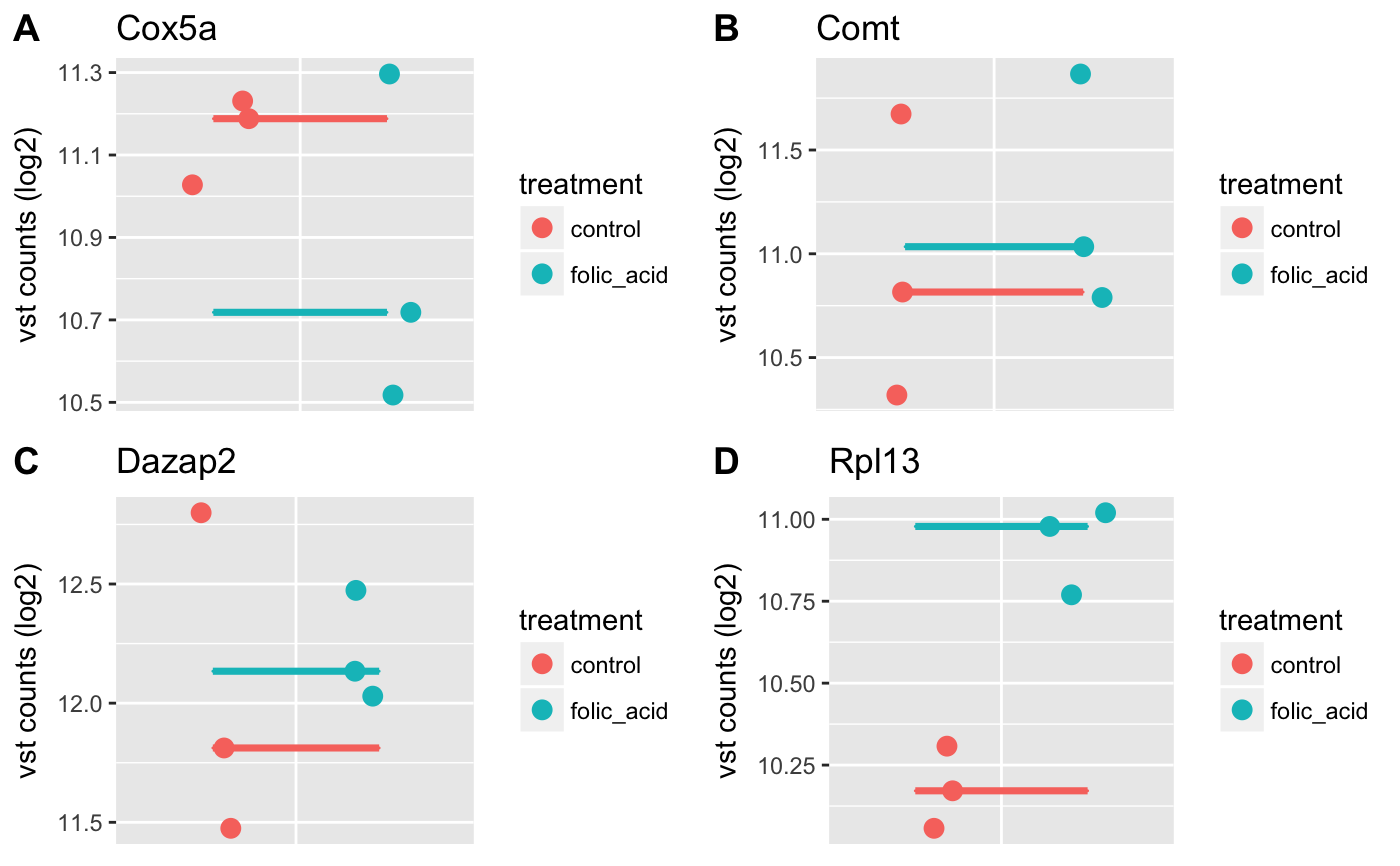 A Cox5a
vst counts (log2)
11.3
11.1
10.9
10.7
10.5
treatment
control
folic_acid
B Comt
vst counts (log2)
11.5
11.0
10.5
treatment
control
folic_acid
C Dazap2
vst counts (log2)
12.5
12.0
11.5
treatment
control
folic_acid
D Rpl13
vst counts (log2)
11.00
10.75
10.50
10.25
treatment
control
folic_acid